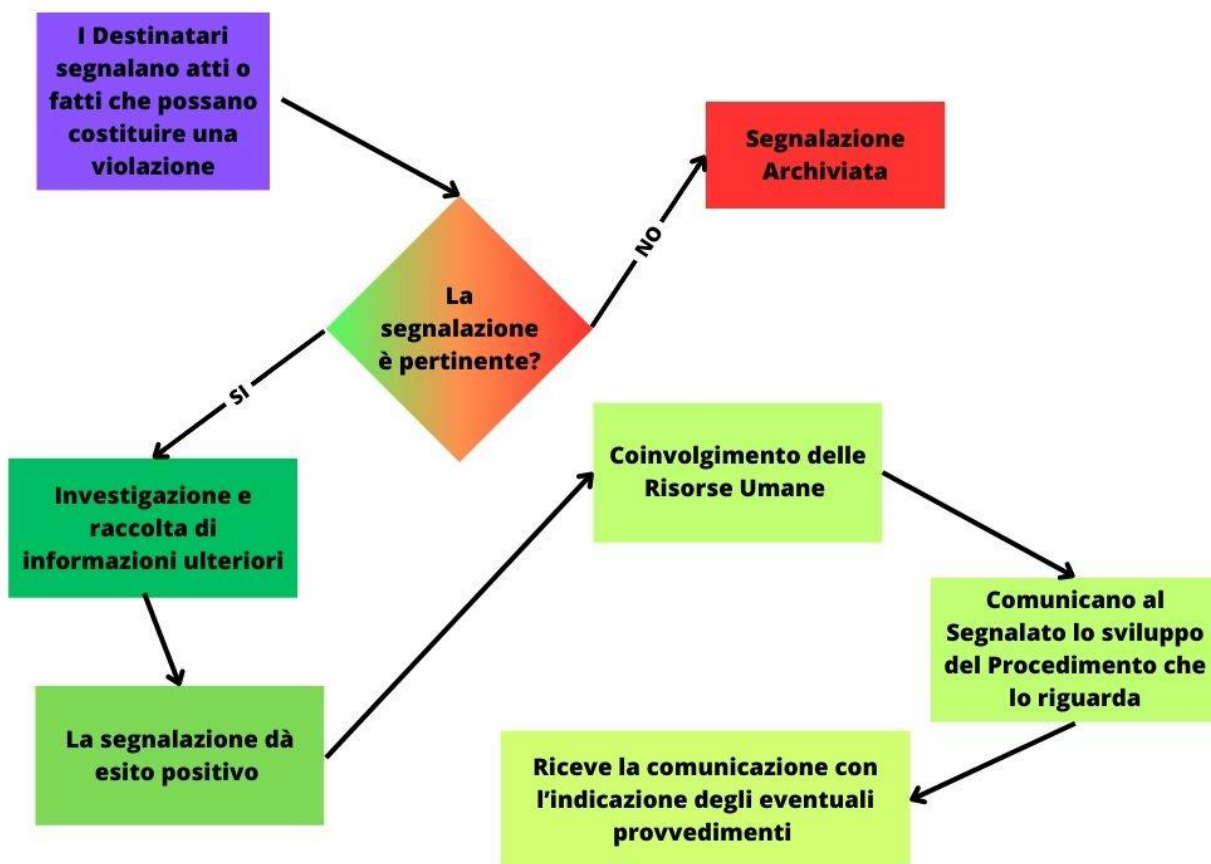 I Destinatari
segnalano atti o
fatti che possano
costituire una
violazione
Segnalazione
Archiviata
NO
La
segnalazione
è pertinente?
SI
Investigazione e
raccolta di
informazioni ulteriori
Coinvolgimento delle
Risorse Umane
Comunicano al
Segnalato lo sviluppo
del Procedimento che
lo riguarda
La segnalazione dà
esito positivo
Riceve la comunicazione con
l'indicazione degli eventuali
provvedimenti